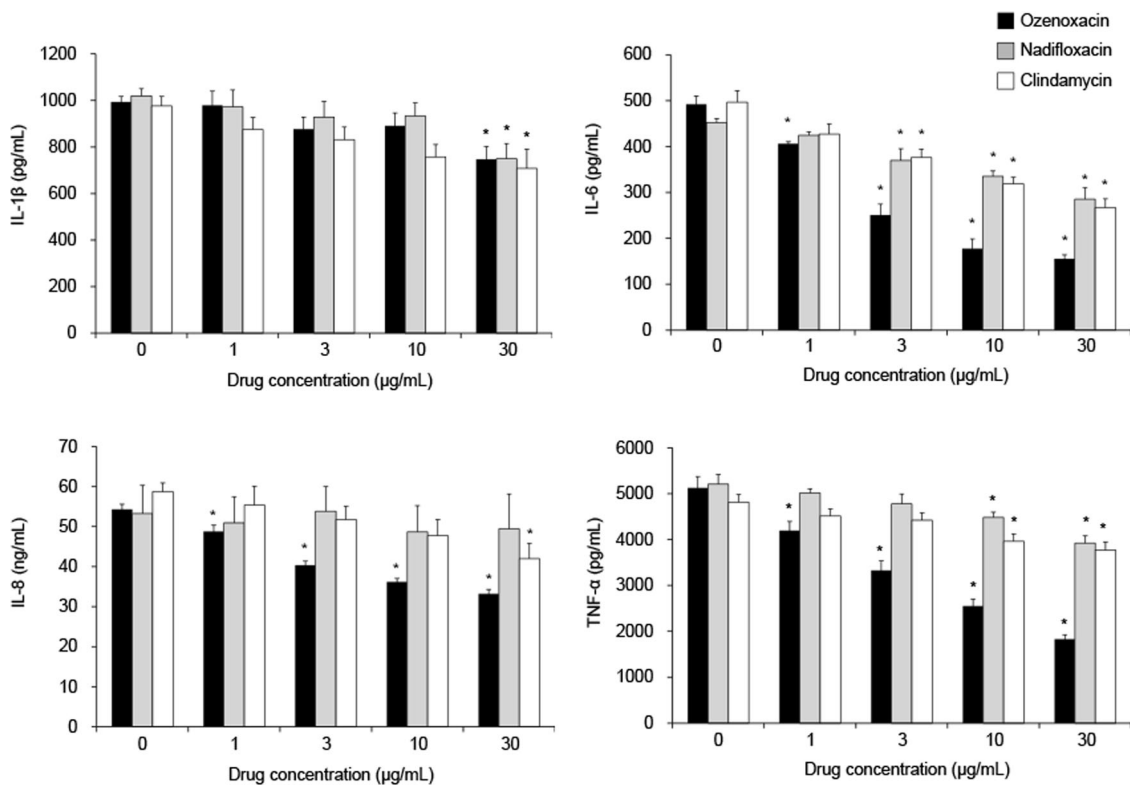 Ozenoxacin
Nadifloxacin
Clindamycin
IL-1β (pg/mL)
1200
1000
800
600
400
200
0
* * *
0 1 3 10 30
Drug concentration (µg/mL)
IL-6 (pg/mL)
600
500
400
300
200
100
0
* * * * * * * * * *
0 1 3 10 30
Drug concentration (µg/mL)
IL-8 (ng/mL)
70
60
50
40
30
20
10
0
* * * * *
0 1 3 10 30
Drug concentration (µg/mL)
TNF-α (pg/mL)
6000
5000
4000
3000
2000
1000
0
* * * * * * * *
0 1 3 10 30
Drug concentration (µg/mL)